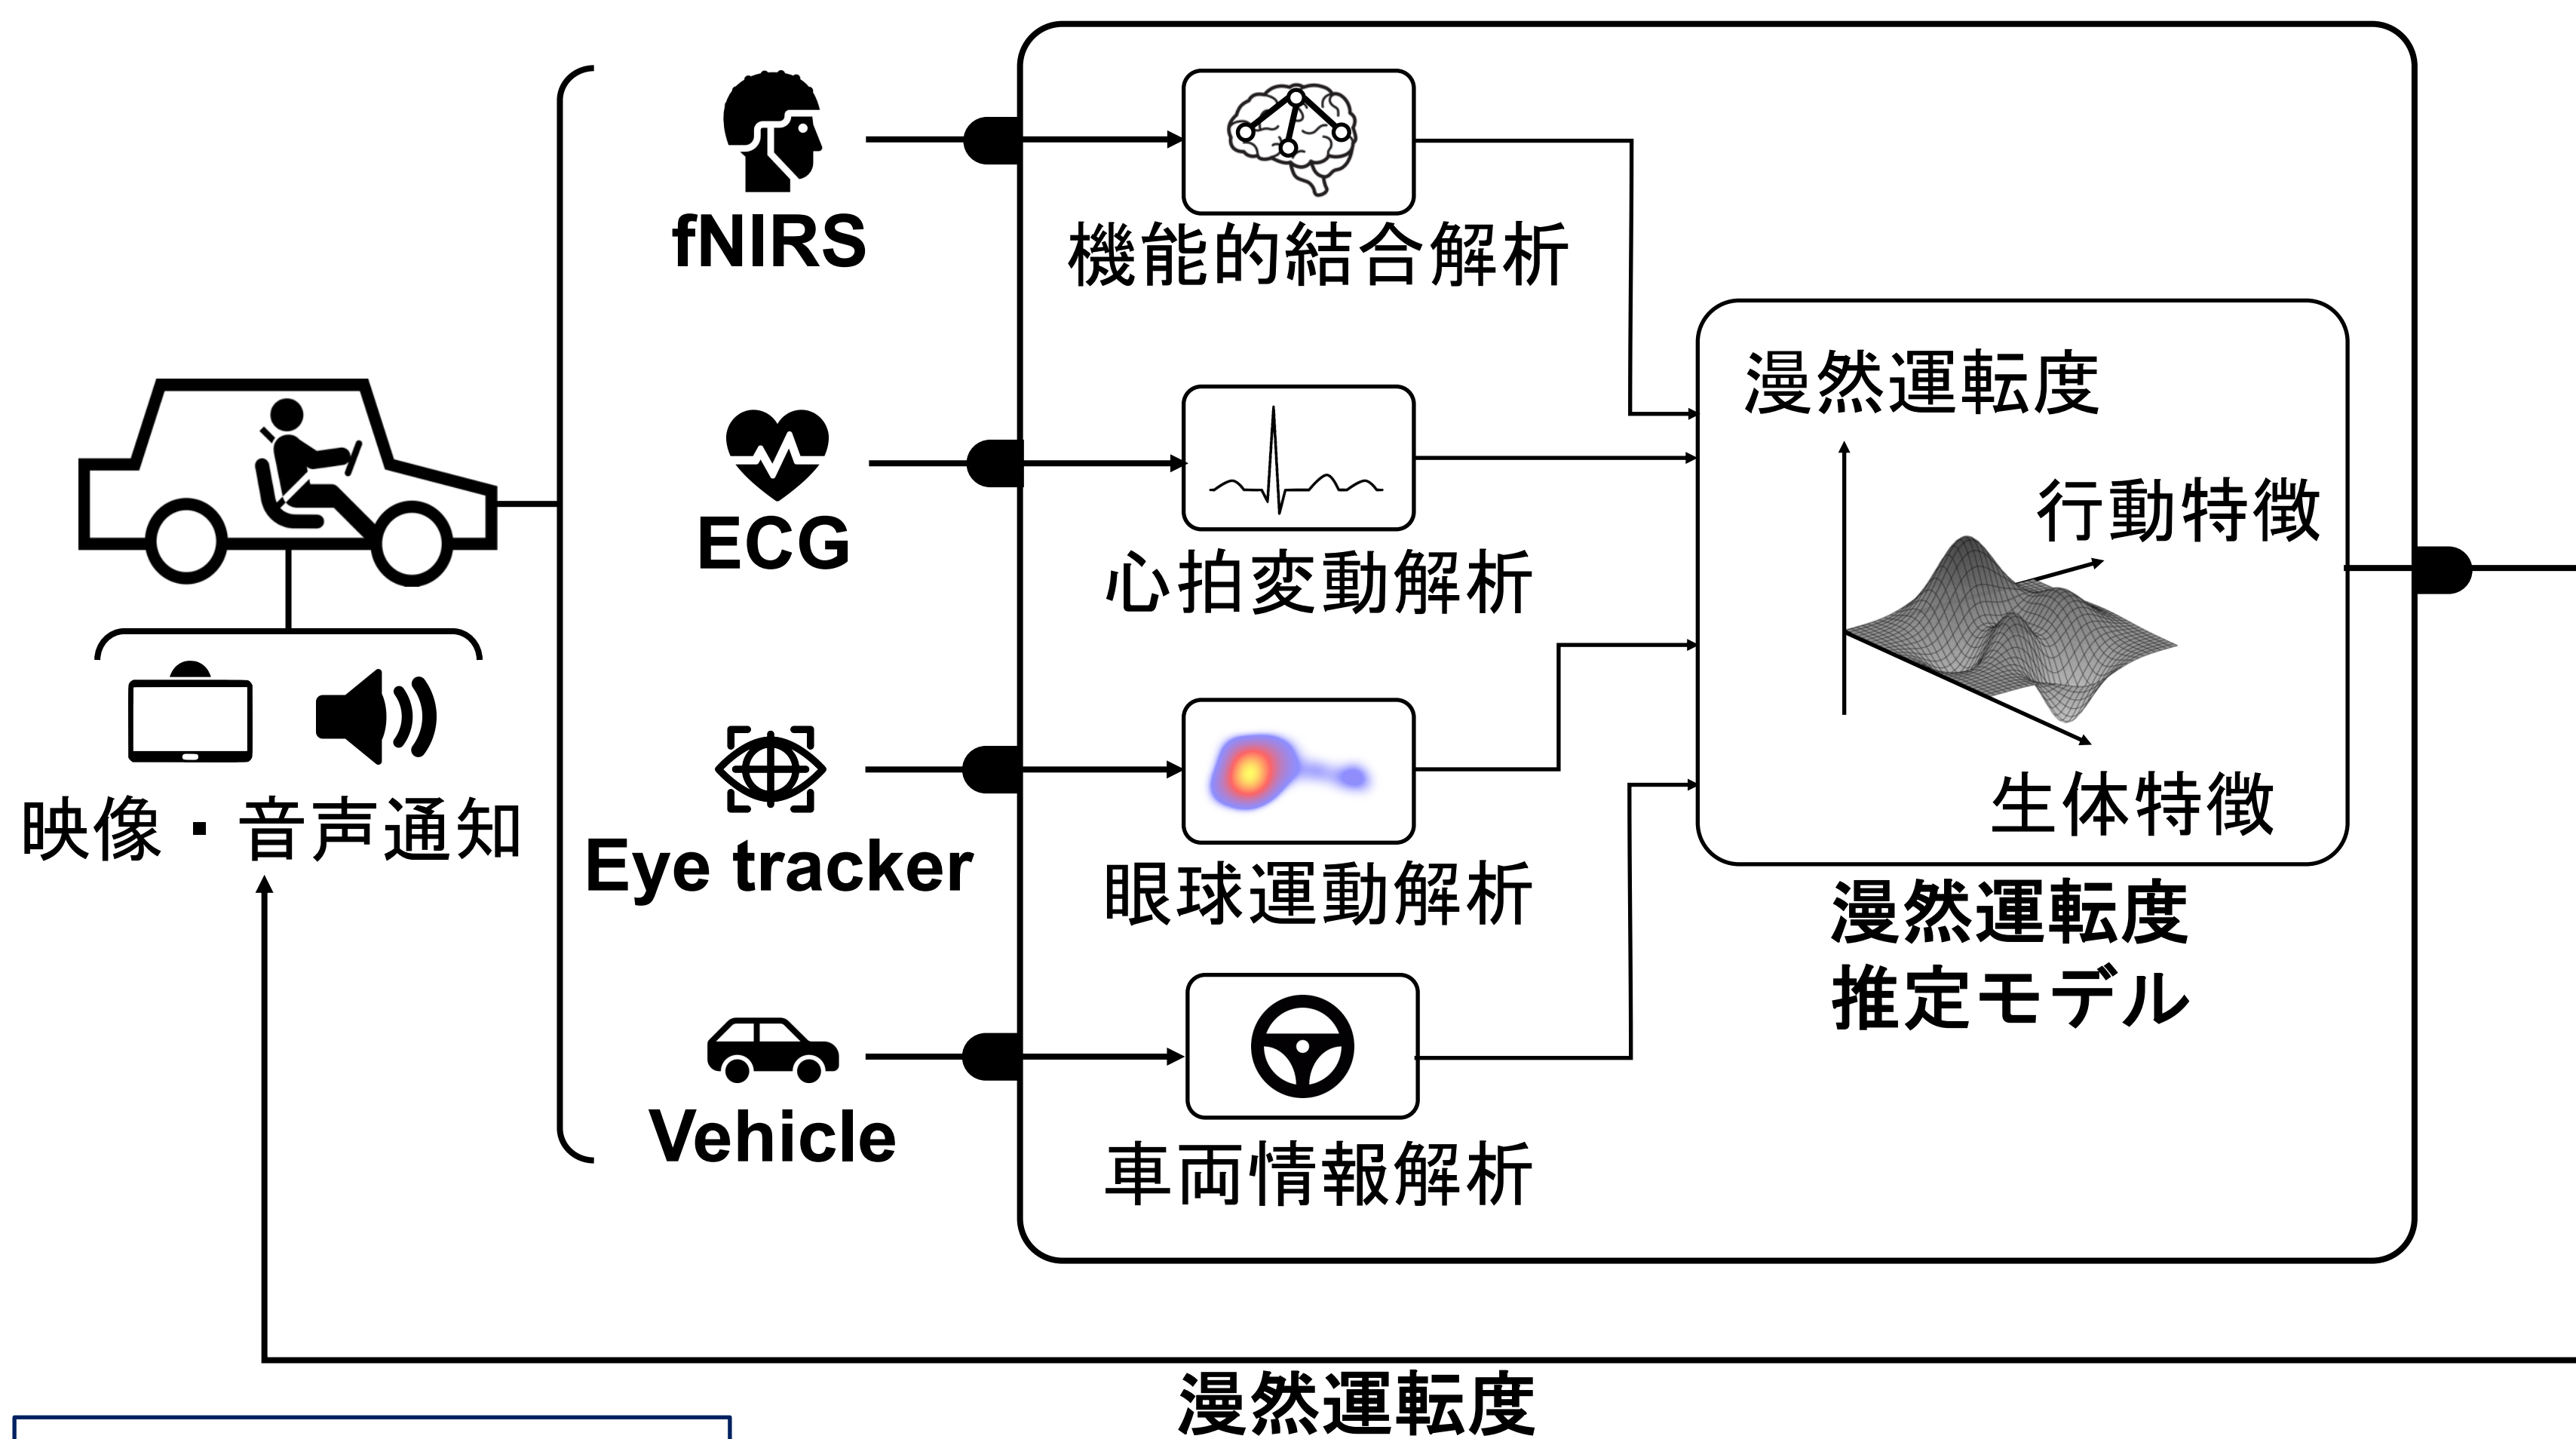 fNIRS
機能的結合解析
漫然運転度
行動特徴
ECG
心拍変動解析
生体特徴
映像・音声通知
Eye tracker
眼球運動解析
漫然運転度
推定モデル
Vehicle
車両情報解析
漫然運転度